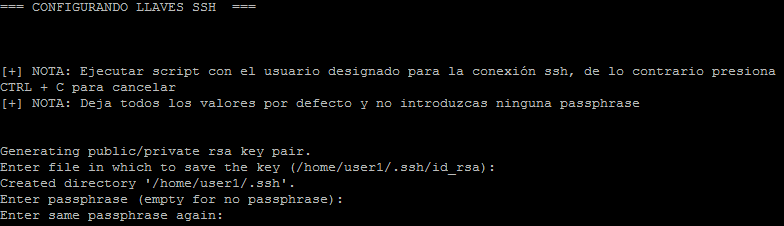 === CONFIGURANDO LLAVES SSH  ===
[+] NOTA: Ejecutar script con el usuario designado para la conexión ssh, de lo contrario presiona
CTRL + C para cancelar
[+] NOTA: Deja todos los valores por defecto y no introduzcas ninguna passphrase
Generating public/private rsa key pair.
Enter file in which to save the key (/home/user1/.ssh/id_rsa):
Created directory '/home/user1/.ssh'.
Enter passphrase (empty for no passphrase):
Enter same passphrase again: